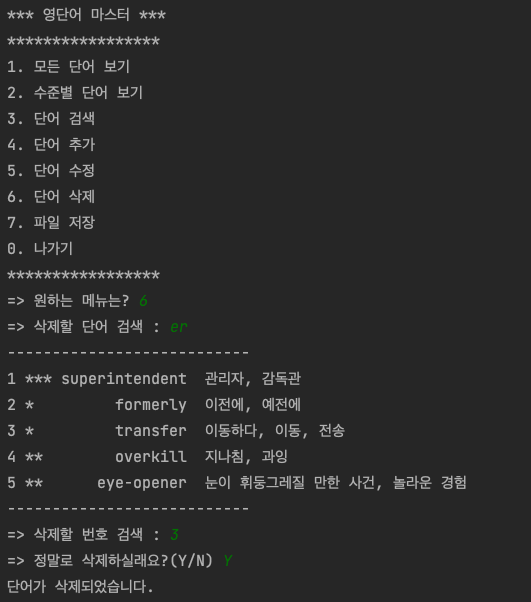 *** 영단어 마스터 ***
*****************
1. 모든 단어 보기
2. 수준별 단어 보기
3. 단어 검색
4. 단어 추가
5. 단어 수정
6. 단어 삭제
7. 파일 저장
0. 나가기
*****************
=> 원하는 메뉴는? 6
=> 삭제할 단어 검색 : er
---------------------------
1 *** superintendent  관리자, 감독관
2 *         formerly  이전에, 예전에
3 *         transfer  이동하다, 이동, 전송
4 **        overkill  지나침, 과잉
5 **      eye-opener  눈이 휘둥그레질 만한 사건, 놀라운 경험
---------------------------
=> 삭제할 번호 검색 : 3
=> 정말로 삭제하실래요?(Y/N) Y
단어가 삭제되었습니다.